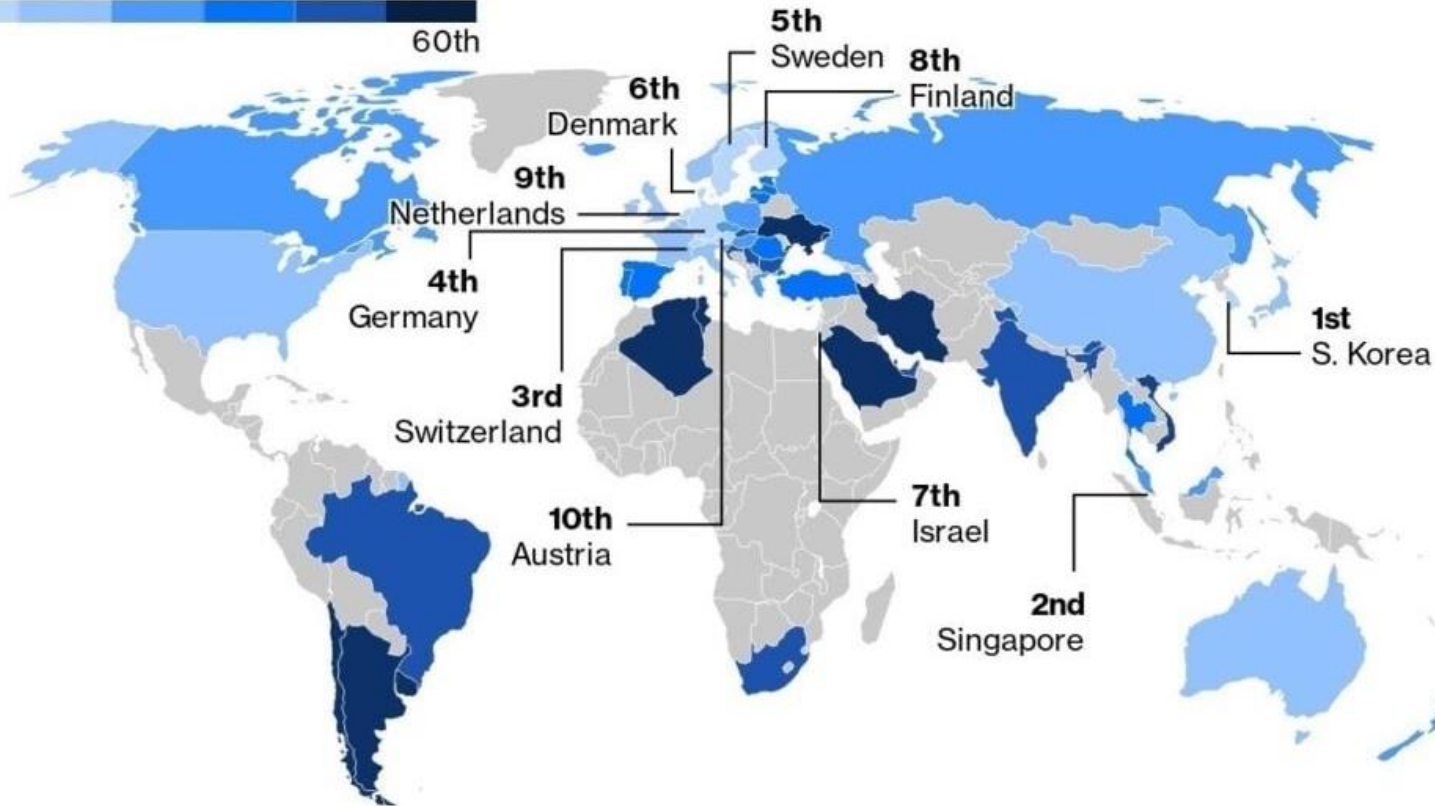 60th
5th
Sweden
8th
Finland
6th
Denmark
9th
Netherlands
4th
Germany
3rd
Switzerland
1st
S. Korea
10th
Austria
7th
Israel
2nd
Singapore